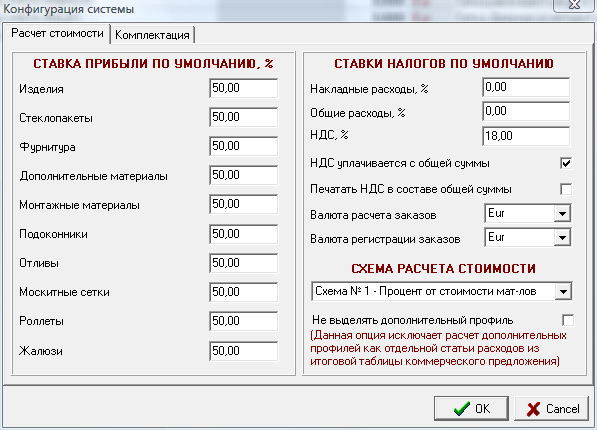 Конфигурация системы
Расчет стоимости Комплектация
СТАВКА ПРИБЫЛИ ПО УМОЛЧАНИЮ, %
Изделия 50,00
Стеклопакеты 50,00
Фурнитура 50,00
Дополнительные материалы 50,00
Монтажные материалы 50,00
Подоконники 50,00
Отливы 50,00
Москитные сетки 50,00
Роллеты 50,00
Жалюзи 50,00
СТАВКИ НАЛОГОВ ПО УМОЛЧАНИЮ
Накладные расходы, % 0,00
Общие расходы, % 0,00
НДС, % 18,00
НДС уплачивается с общей суммы
Печатать НДС в составе общей суммы
Валюта расчета заказов Eur
Валюта регистрации заказов Eur
СХЕМА РАСЧЕТА СТОИМОСТИ
Схема № 1 - Процент от стоимости мат-лов
Не выделять дополнительный профиль
(Данная опция исключает расчет дополнительных
профилей как отдельной статьи расходов из
итоговой таблицы коммерческого предложения)
OK Cancel